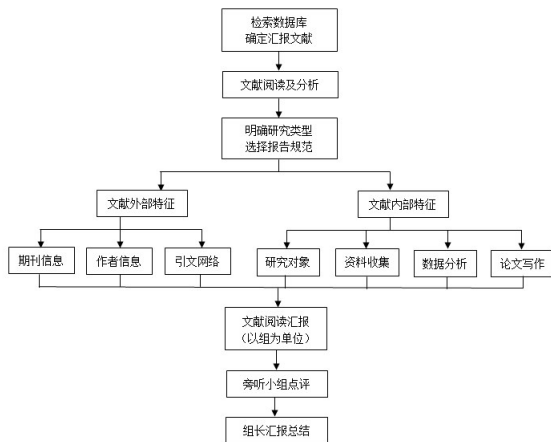 检索数据库
确定汇报文献
文献阅读及分析
明确研究类型
选择报告规范
文献外部特征
文献内部特征
期刊信息
作者信息
引文网络
研究对象
资料收集
数据分析
论文写作
文献阅读汇报
（以组为单位）
旁听小组点评
组长汇报总结